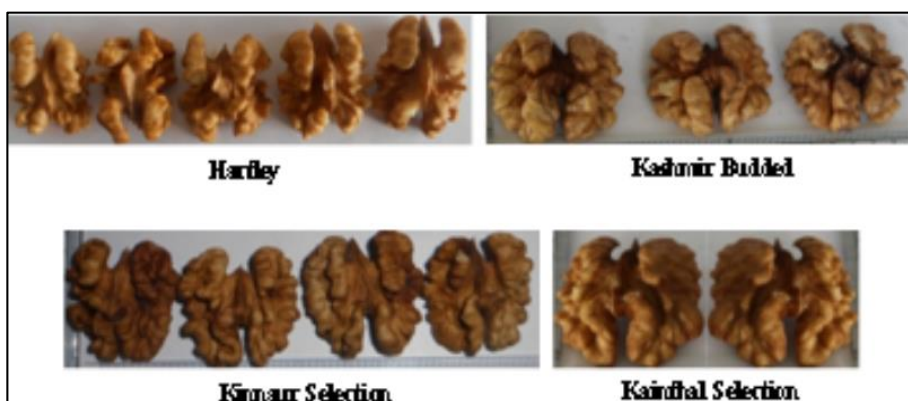 Hartley
Kashmir Budded
Kinnaur Selection
Kainthal Selection